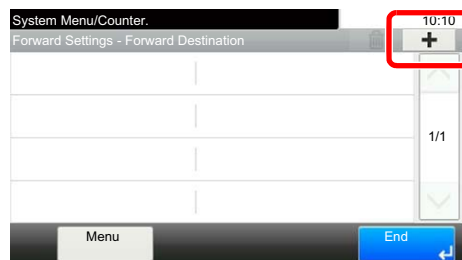 System Menu/Counter. 10:10
Forward Settings - Forward Destination +
1/1
Menu End